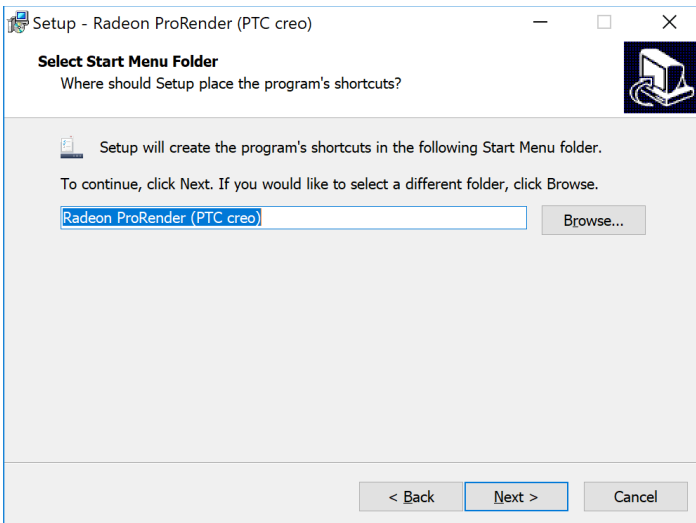 Setup - Radeon ProRender (PTC creo)
Select Start Menu Folder
Where should Setup place the program's shortcuts?
Setup will create the program's shortcuts in the following Start Menu folder.
To continue, click Next. If you would like to select a different folder, click Browse.
Radeon ProRender (PTC creo)
Browse...
< Back
Next >
Cancel